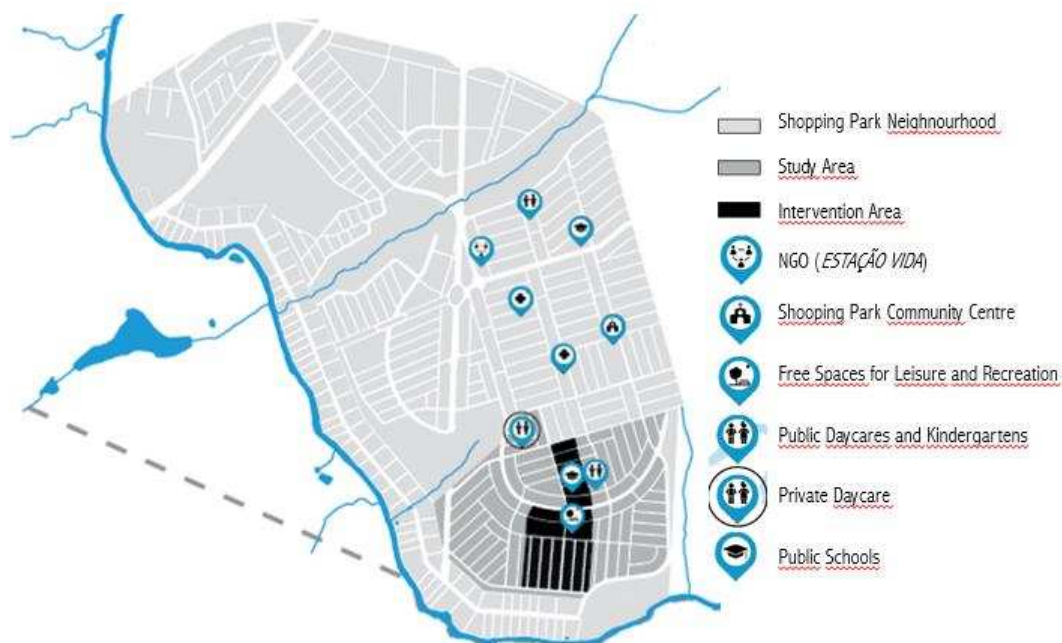 Shopping Park Neighnourhood
Study Area
Intervention Area
NGO (ESTAÇÃO VIDA)
Shooping Park Community Centre
Free Spaces for Leisure and Recreation
Public Daycares and Kindergartens
Private Daycare
Public Schools